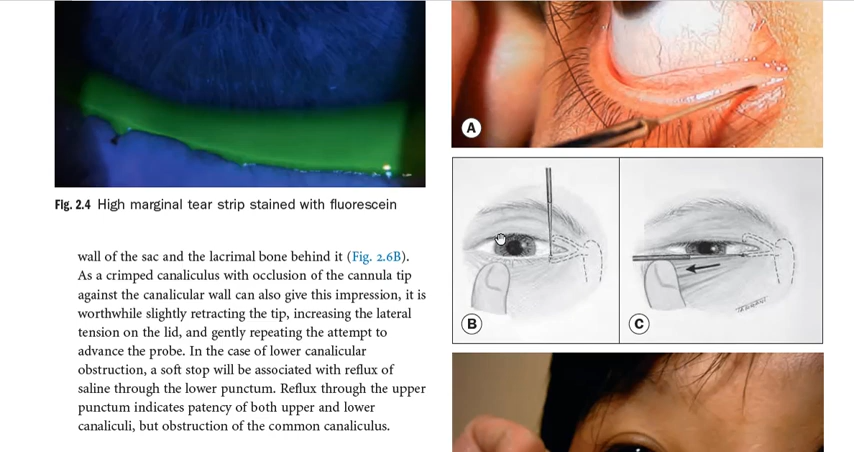 Fig. 2.4 High marginal tear strip stained with fluorescein
wall of the sac and the lacrimal bone behind it (Fig. 2.6B).
As a crimped canaliculus with occlusion of the cannula tip
against the canalicular wall can also give this impression, it is
worthwhile slightly retracting the tip, increasing the lateral
tension on the lid, and gently repeating the attempt to
advance the probe. In the case of lower canalicular
obstruction, a soft stop will be associated with reflux of
saline through the lower punctum. Reflux through the upper
punctum indicates patency of both upper and lower
canaliculi, but obstruction of the common canaliculus.
A
B
C